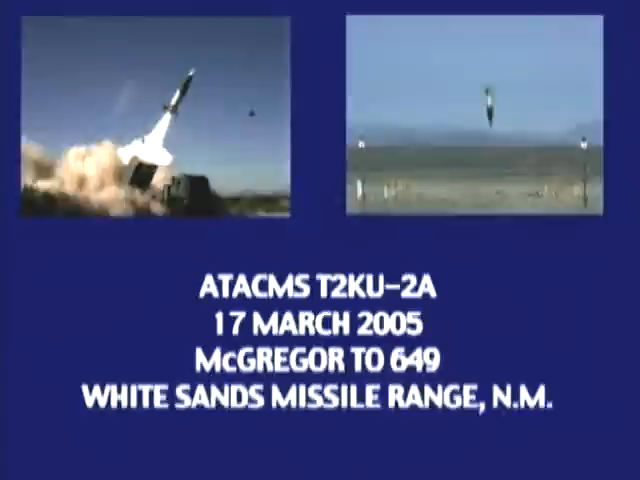 ATACMS T2KU-2A
17 MARCH 2005
McGREGOR TO 649
WHITE SANDS MISSILE RANGE, N.M.